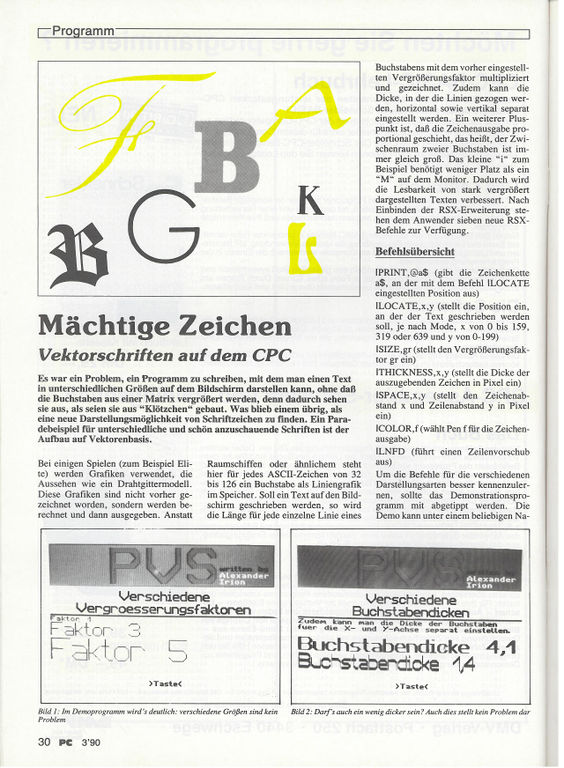 Programm
F
A
B
K
B
G
Mächtige Zeichen
Vektorschriften auf dem CPC
Es war ein Problem, ein Programm zu schreiben, mit dem man einen Text
in unterschiedlichen Größen auf dem Bildschirm darstellen kann, ohne daß
die Buchstaben aus einer Matrix vergrößert werden, denn dadurch sehen
sie aus, als seien sie aus "Klötzchen" gebaut. Was blieb einem übrig, als
eine neue Darstellungsmöglichkeit von Schriftzeichen zu finden. Ein Para-
debeispiel für unterschiedliche und schön anzuschauende Schriften ist der
Aufbau auf Vektorenbasis.
Bei einigen Spielen (zum Beispiel Eli-
te) werden Grafiken verwendet, die
Aussehen wie ein Drahtgittermodell.
Diese Grafiken sind nicht vorher ge-
zeichnet worden, sondern werden be-
rechnet und dann ausgegeben. Anstatt
Raumschiffen oder ähnlichem steht
hier für jedes ASCII-Zeichen von 32
bis 126 ein Buchstabe als Liniengrafik
im Speicher. Soll ein Text auf den Bild-
schirm geschrieben werden, so wird
die Länge für jede einzelne Linie eines
Buchstabens mit dem vorher eingestell-
ten Vergrößerungsfaktor multipliziert
und gezeichnet. Zudem kann die
Dicke, in der die Linien gezogen wer-
den, horizontal sowie vertikal separat
eingestellt werden. Ein weiterer Plus-
punkt ist, daß die Zeichenausgabe pro-
portional geschieht, das heißt, der Zwi-
schenraum zweier Buchstaben ist im-
mer gleich groß. Das kleine "i" zum
Beispiel benötigt weniger Platz als ein
"M" auf dem Monitor. Dadurch wird
die Lesbarkeit von stark vergrößert
dargestellten Texten verbessert. Nach
Einbinden der RSX-Erweiterung ste-
hen dem Anwender sieben neue RSX-
Befehle zur Verfügung.
Befehlsübersicht
|PRINT,@a$ (gibt die Zeichenkette
a$, an der mit dem Befehl |LOCATE
eingestellten Position aus)
|LOCATE,x,y (stellt die Position ein,
an der der Text geschrieben werden
soll, je nach Mode, x von 0 bis 159,
319 oder 639 und y von 0-199)
|SIZE,gr (stellt den Vergrößerungsfak-
tor gr ein)
|THICKNESS,x,y (stellt die Dicke der
auszugebenden Zeichen in Pixel ein)
|SPACE,x,y (stellt den Zeichenab-
stand x und Zeilenabstand y in Pixel
ein)
|COLOR,f (wählt Pen f für die Zeichen-
ausgabe)
|LNFD (führt einen Zeilenvorschub
aus)
Um die Befehle für die verschiedenen
Darstellungsarten besser kennenzuler-
nen, sollte das Demonstrationspro-
gramm mit abgetippt werden. Die
Demo kann unter einem beliebigen Na-
PVS
written by
Alexander
Irion
Verschiedene
Vergroesserungsfaktoren
Faktor 1
Faktor 3
Faktor 5
>Taste<
PVS
Alexander
Irion
Verschiedene
Buchstabendicken
Zudem kann man die Dicke der Buchstaben
fuer die X- und Y-Achse separat einstellen.
Buchstabendicke 4,1
Buchstabendicke 1,4
>Taste<
Bild 1: Im Demoprogramm wird's deutlich: verschiedene Größen sind kein
Problem
Bild 2: Darf's auch ein wenig dicker sein? Auch dies stellt kein Problem dar
30 PC 3'90